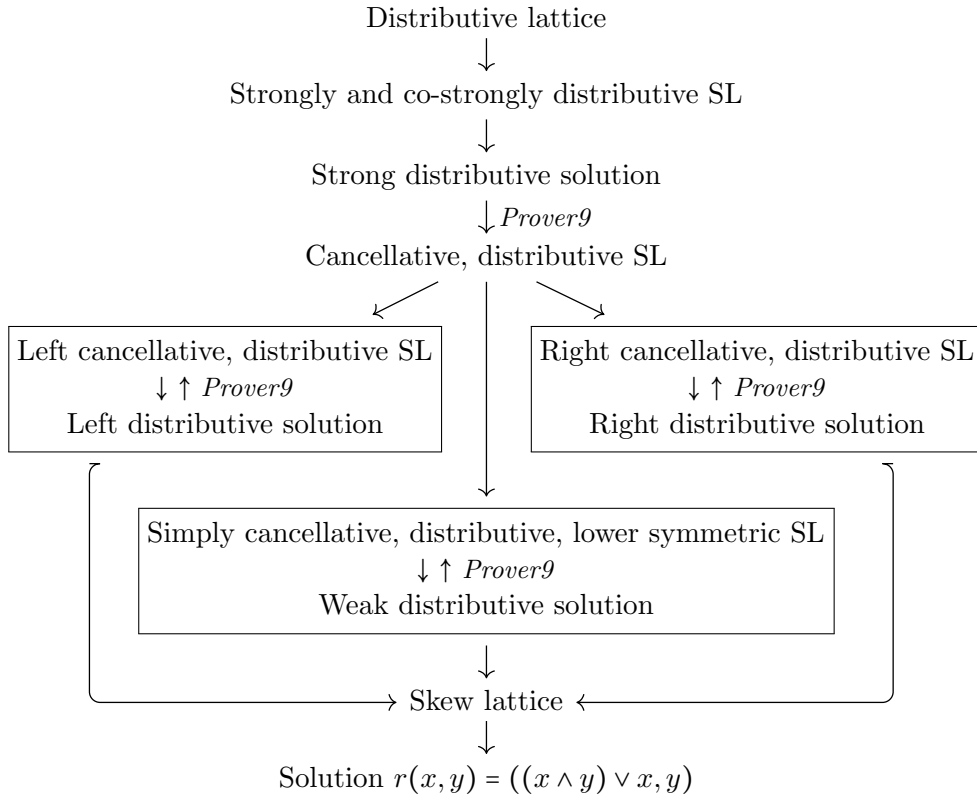 Distributive lattice
Strongly and co-strongly distributive SL
Strong distributive solution
Prover9
Cancellative, distributive SL
Left cancellative, distributive SL
↓ ↑ Prover9
Left distributive solution
Right cancellative, distributive SL
↓ ↑ Prover9
Right distributive solution
Simply cancellative, distributive, lower symmetric SL
↓ ↑ Prover9
Weak distributive solution
Skew lattice
Solution r(x, y) = ((x ∧ y) ∨ x, y)